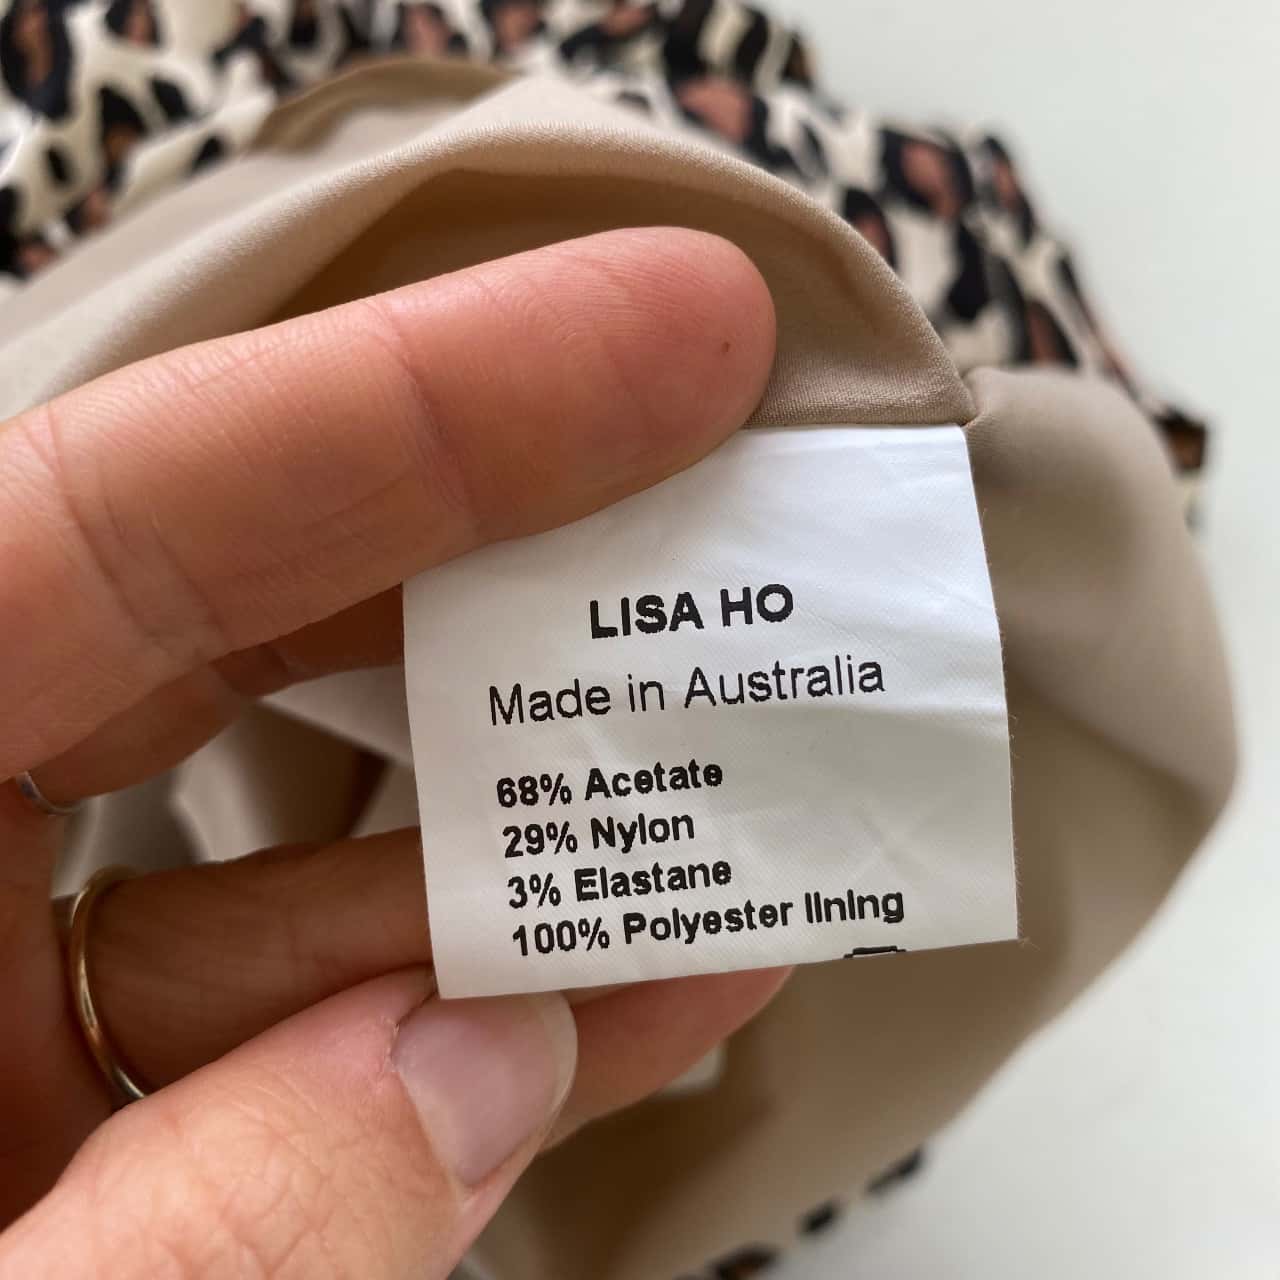 LISA HO
Made in Australia
68% Acetate
29% Nylon
3% Elastane
100% Polyester lining